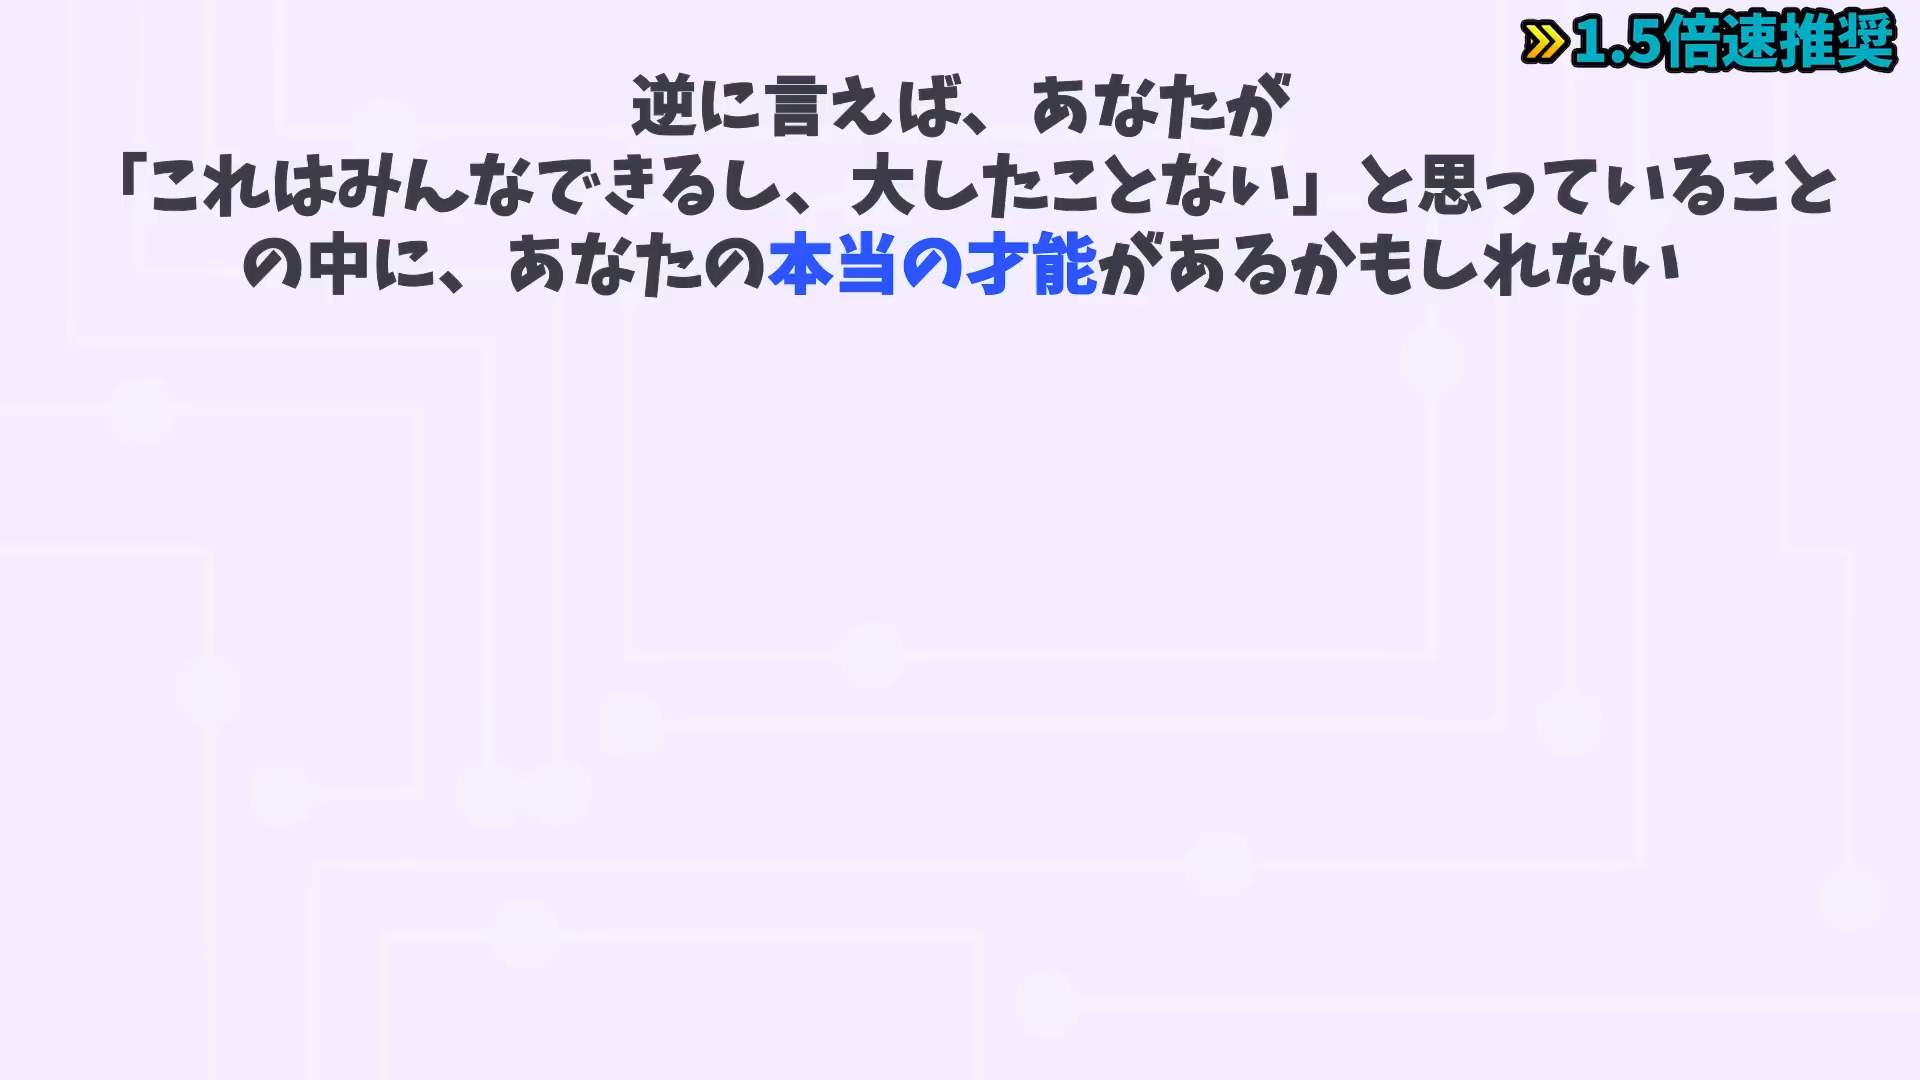 1.5倍速推奨
逆に言えば、あなたが
「これはみんなできるし、大したことない」と思っていること
の中に、あなたの本当の才能があるかもしれない